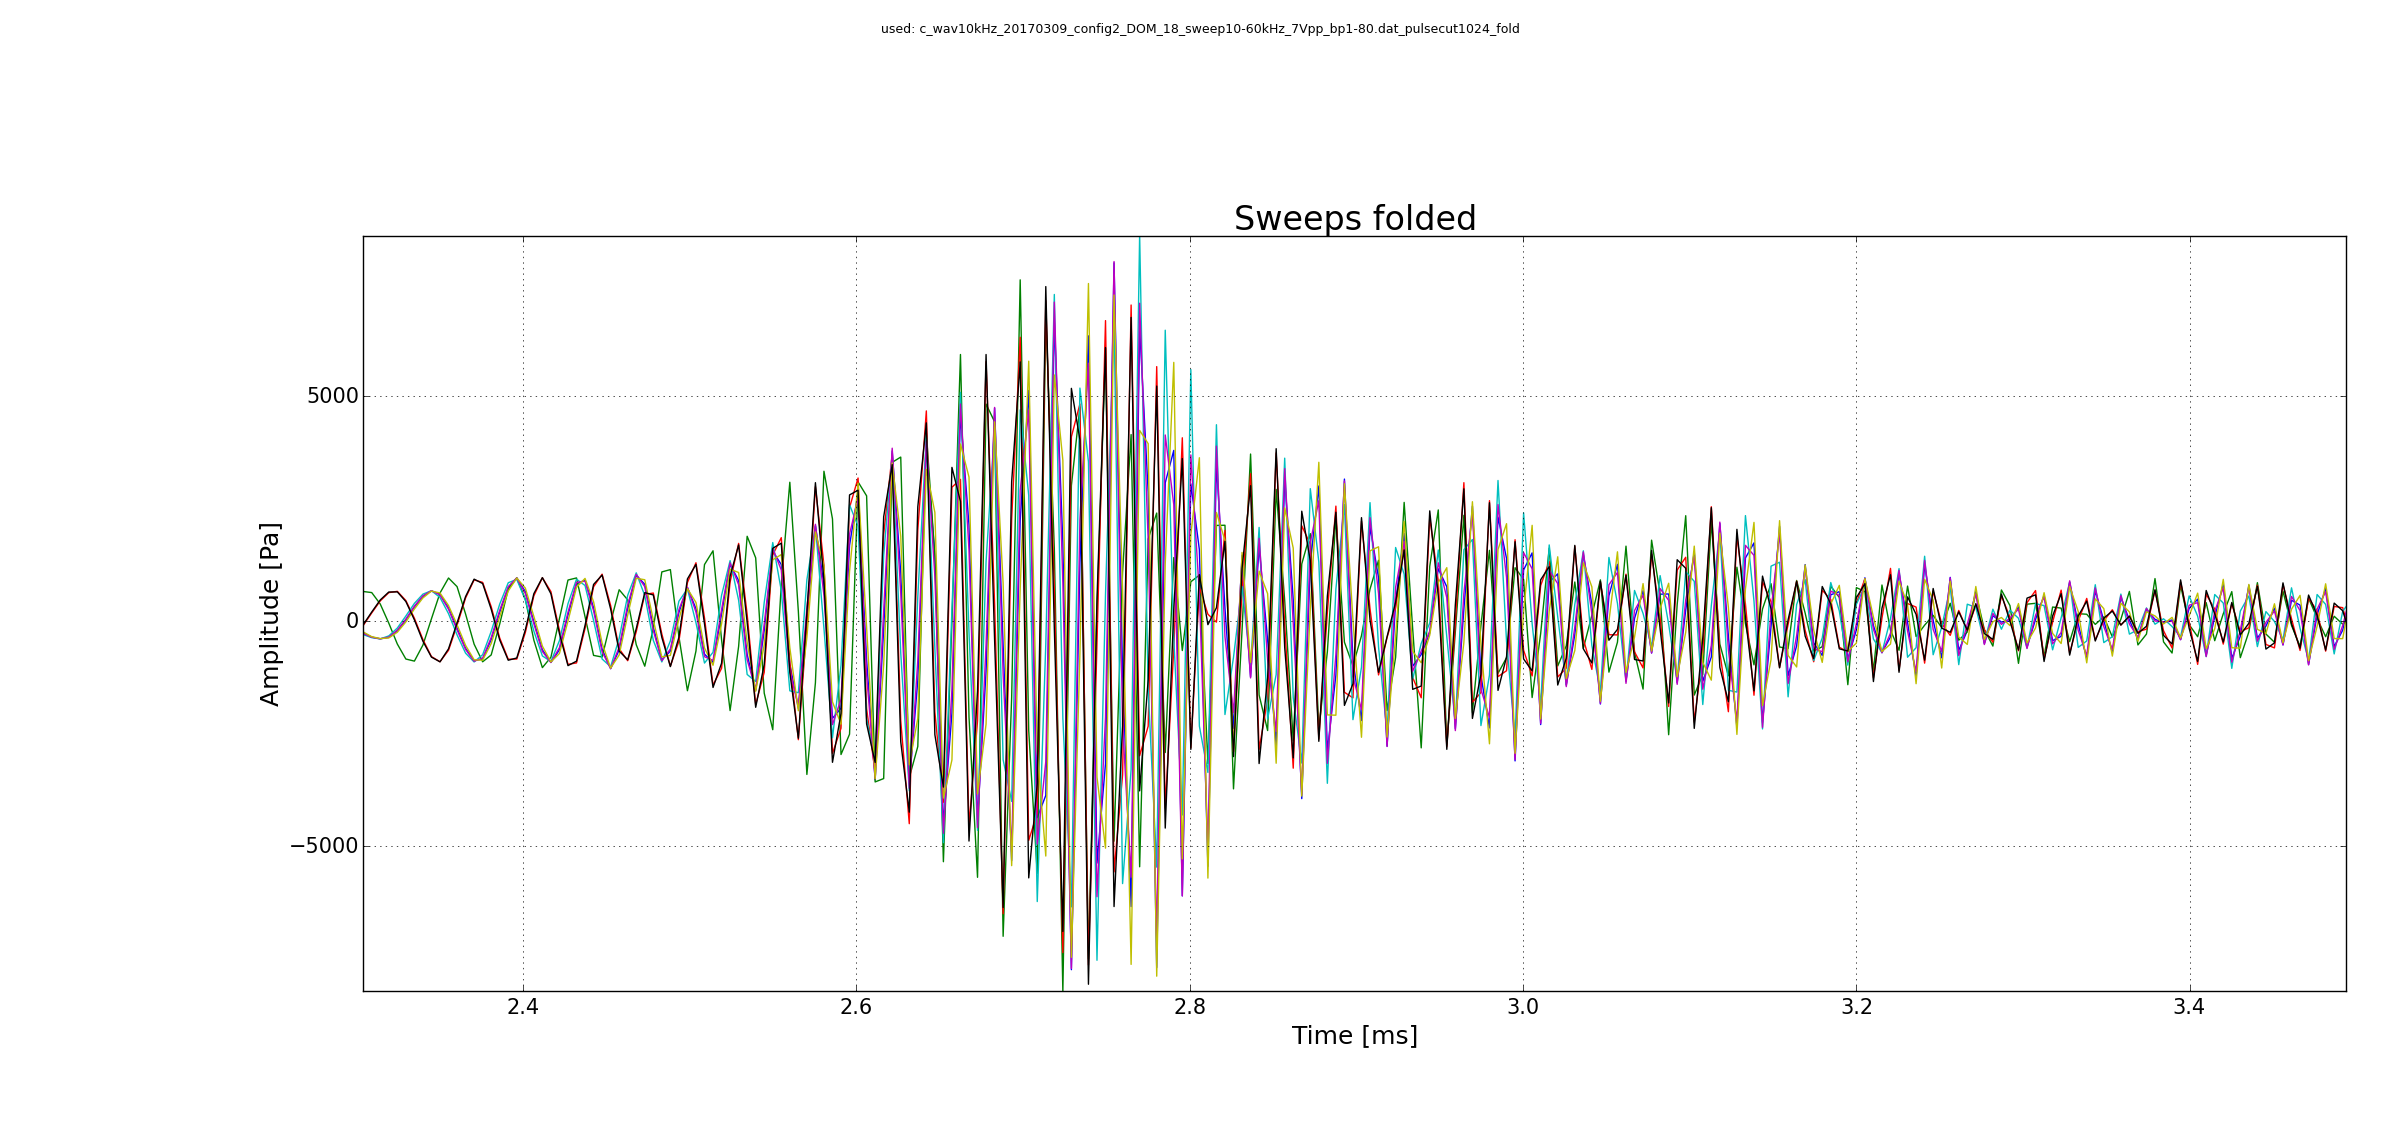 used: c_wav10kHz_20170309_config2_DOM_18_sweep10-60kHz_7Vpp_bp1-80.dat_pulsecut1024_fold
Sweeps folded
5000
0
−5000
Amplitude [Pa]
2.4 2.6 2.8 3.0 3.2 3.4
Time [ms]